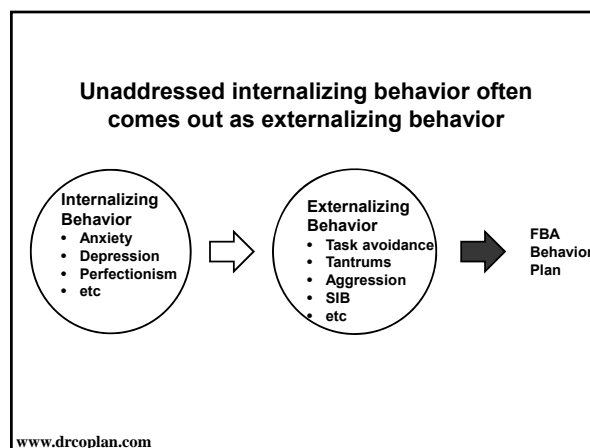 Unaddressed internalizing behavior often
comes out as externalizing behavior
Internalizing
Behavior
• Anxiety
• Depression
• Perfectionism
• etc
Externalizing
Behavior
• Task avoidance
• Tantrums
• Aggression
• SIB
• etc
FBA
Behavior
Plan
www.drcoplan.com